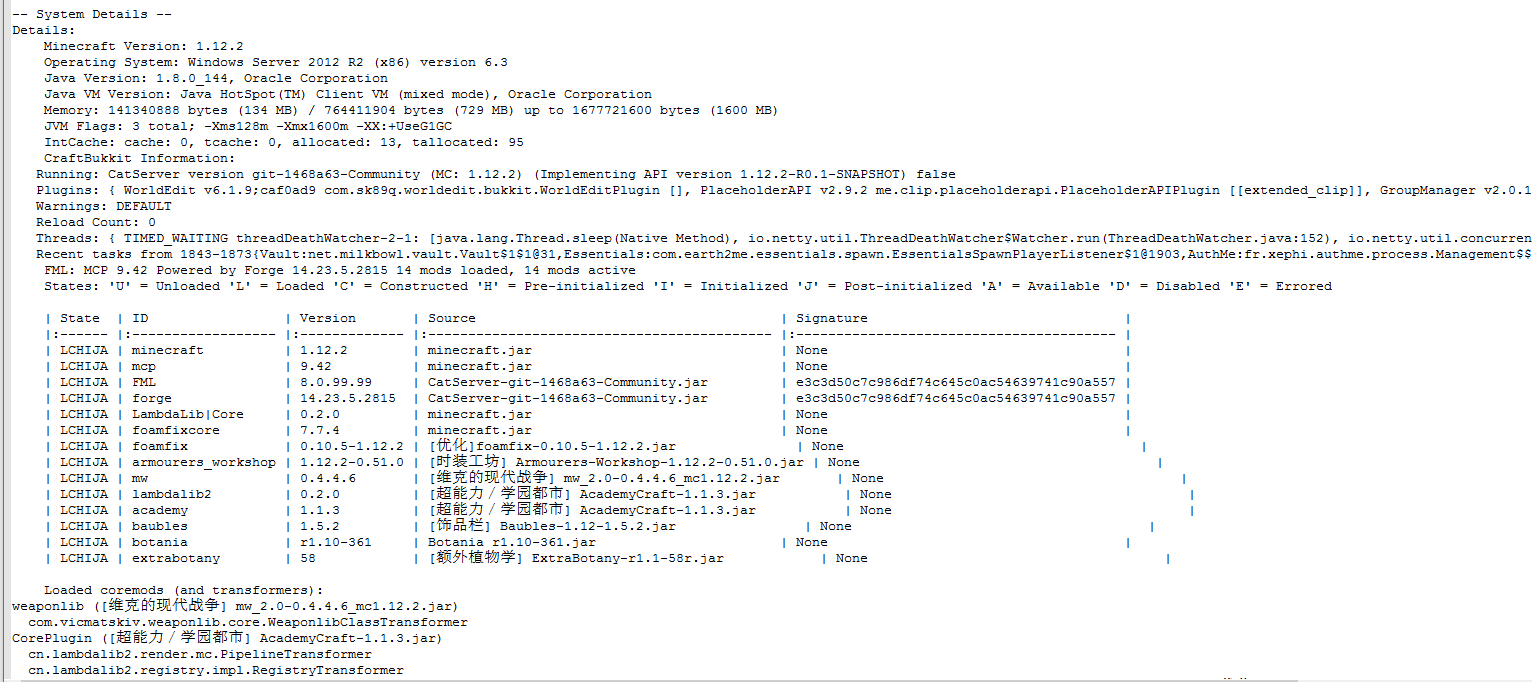 -- System Details --
Details:
    Minecraft Version: 1.12.2
    Operating System: Windows Server 2012 R2 (x86) version 6.3
    Java Version: 1.8.0_144, Oracle Corporation
    Java VM Version: Java HotSpot(TM) Client VM (mixed mode), Oracle Corporation
    Memory: 141340888 bytes (134 MB) / 764411904 bytes (729 MB) up to 1677721600 bytes (1600 MB)
    JVM Flags: 3 total; -Xms128m -Xmx1600m -XX:+UseG1GC
    IntCache: cache: 0, tcache: 0, allocated: 13, tallocated: 95
    CraftBukkit Information:
   Running: CatServer version git-1468a63-Community (MC: 1.12.2) (Implementing API version 1.12.2-R0.1-SNAPSHOT) false
   Plugins: { WorldEdit v6.1.9;caf0ad9 com.sk89q.worldedit.bukkit.WorldEditPlugin [], PlaceholderAPI v2.9.2 me.clip.placeholderapi.PlaceholderAPIPlugin [[extended_clip]], GroupManager v2.0.1
   Warnings: DEFAULT
   Reload Count: 0
   Threads: { TIMED_WAITING threadDeathWatcher-2-1: [java.lang.Thread.sleep(Native Method), io.netty.util.ThreadDeathWatcher$Watcher.run(ThreadDeathWatcher.java:152), io.netty.util.concurren
   Recent tasks from 1843-1873{Vault:net.milkbowl.vault.Vault$1$1@31,Essentials:com.earth2me.essentials.spawn.EssentialsSpawnPlayerListener$1@1903,AuthMe:fr.xephi.authme.process.Management$$
    FML: MCP 9.42 Powered by Forge 14.23.5.2815 14 mods loaded, 14 mods active
    States: 'U' = Unloaded 'L' = Loaded 'C' = Constructed 'H' = Pre-initialized 'I' = Initialized 'J' = Post-initialized 'A' = Available 'D' = Disabled 'E' = Errored
    | State  | ID                 | Version      | Source                                     | Signature                                |
    |:------ |:------------------ |:------------- |:------------------------------------------- |:---------------------------------------- |
    | LCHIJA | minecraft          | 1.12.2       | minecraft.jar                              | None                                     |
    | LCHIJA | mcp                | 9.42         | minecraft.jar                              | None                                     |
    | LCHIJA | FML                | 8.0.99.99    | CatServer-git-1468a63-Community.jar        | e3c3d50c7c986df74c645c0ac54639741c90a557 |
    | LCHIJA | forge              | 14.23.5.2815 | CatServer-git-1468a63-Community.jar        | e3c3d50c7c986df74c645c0ac54639741c90a557 |
    | LCHIJA | LambdaLib|Core     | 0.2.0        | minecraft.jar                              | None                                     |
    | LCHIJA | foamfixcore        | 7.7.4        | minecraft.jar                              | None                                     |
    | LCHIJA | foamfix            | 0.10.5-1.12.2 | [优化]foamfix-0.10.5-1.12.2.jar               | None                                     |
    | LCHIJA | armourers_workshop | 1.12.2-0.51.0 | [时装工坊] Armourers-Workshop-1.12.2-0.51.0.jar | None                                     |
    | LCHIJA | mw                 | 0.4.4.6      | [维克的现代战争] mw_2.0-0.4.4.6_mc1.12.2.jar       | None                                     |
    | LCHIJA | lambdalib2         | 0.2.0        | [超能力／学园都市] AcademyCraft-1.1.3.jar           | None                                     |
    | LCHIJA | academy            | 1.1.3        | [超能力／学园都市] AcademyCraft-1.1.3.jar           | None                                     |
    | LCHIJA | baubles            | 1.5.2        | [饰品栏] Baubles-1.12-1.5.2.jar                | None                                     |
    | LCHIJA | botania            | r1.10-361    | Botania r1.10-361.jar                      | None                                     |
    | LCHIJA | extrabotany        | 58           | [额外植物学] ExtraBotany-r1.1-58r.jar            | None                                     |
    Loaded coremods (and transformers):
weaponlib ([维克的现代战争] mw_2.0-0.4.4.6_mc1.12.2.jar)
  com.vicmatskiv.weaponlib.core.WeaponlibClassTransformer
CorePlugin ([超能力／学园都市] AcademyCraft-1.1.3.jar)
  cn.lambdalib2.render.mc.PipelineTransformer
  cn.lambdalib2.registry.impl.RegistryTransformer